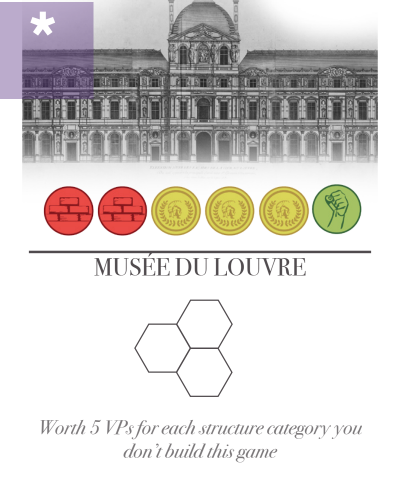 *
MUSÉE DU LOUVRE
Worth 5 VPs for each structure category you
don't build this game